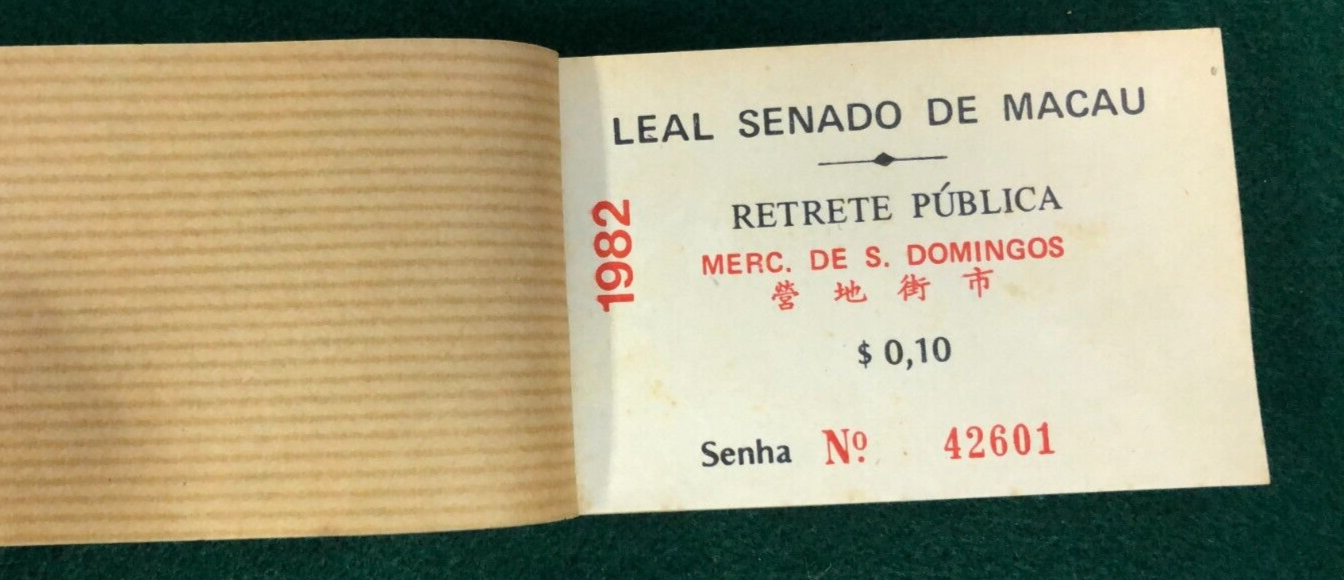 LEAL SENADO DE MACAU
RETRETE PÚBLICA
MERC. DE S. DOMINGOS
營地街市
$ 0,10
Senha Nº 42601
1982